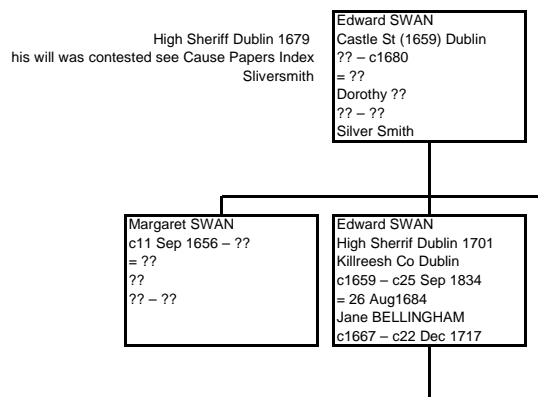 High Sheriff Dublin 1679
his will was contested see Cause Papers Index
Sliversmith
Edward SWAN
Castle St (1659) Dublin
?? – c1680
= ??
Dorothy ??
?? – ??
Silver Smith
Margaret SWAN
c11 Sep 1656 – ??
= ??
??
?? – ??
Edward SWAN
High Sherrif Dublin 1701
Killreesh Co Dublin
c1659 – c25 Sep 1834
= 26 Aug1684
Jane BELLINGHAM
c1667 – c22 Dec 1717